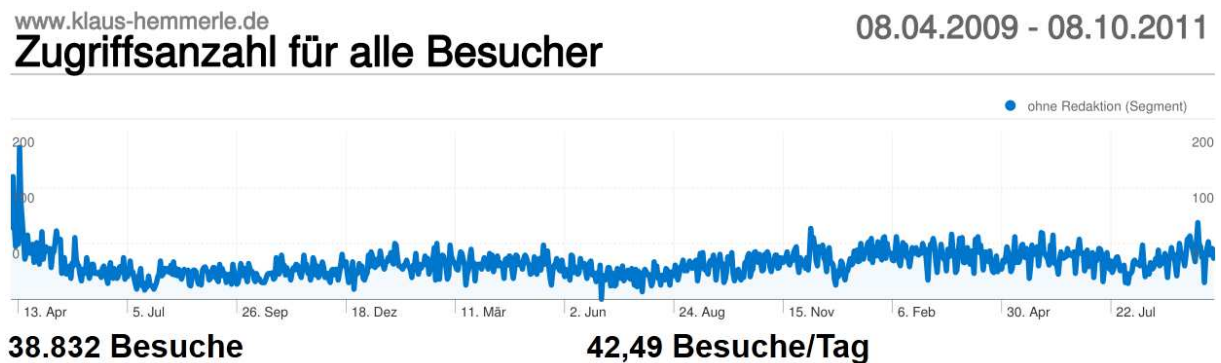 www.klaus-hemmerle.de
08.04.2009 - 08.10.2011
Zugriffsanzahl für alle Besucher
ohne Redaktion (Segment)
200 200
100 100
0
13. Apr 5. Jul 26. Sep 18. Dez 11. Mär 2. Jun 24. Aug 15. Nov 6. Feb 30. Apr 22. Jul
38.832 Besuche 42,49 Besuche/Tag